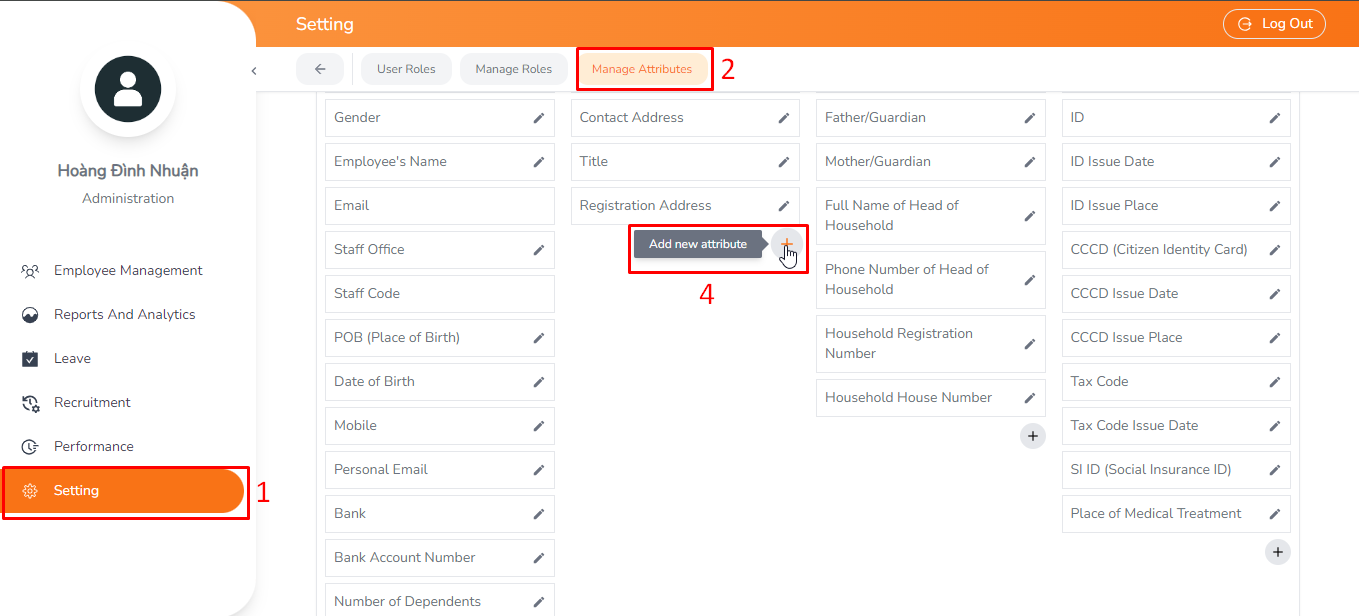 Setting
Log Out
User Roles
Manage Roles
Manage Attributes
2
Hoàng Đình Nhuận
Administration
Employee Management
Reports And Analytics
Leave
Recruitment
Performance
Setting
1
Gender
Employee's Name
Email
Staff Office
Staff Code
POB (Place of Birth)
Date of Birth
Mobile
Personal Email
Bank
Bank Account Number
Number of Dependents
Contact Address
Title
Registration Address
Add new attribute
4
Father/Guardian
Mother/Guardian
Full Name of Head of
Household
Phone Number of Head of
Household
Household Registration
Number
Household House Number
ID
ID Issue Date
ID Issue Place
CCCD (Citizen Identity Card)
CCCD Issue Date
CCCD Issue Place
Tax Code
Tax Code Issue Date
SI ID (Social Insurance ID)
Place of Medical Treatment